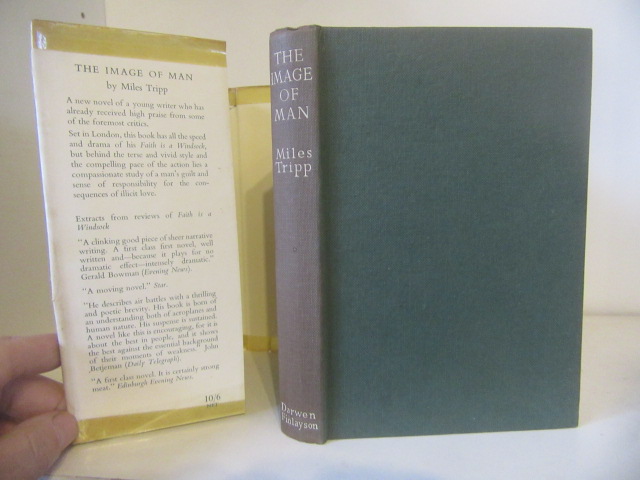 THE IMAGE OF MAN
by Miles Tripp
A new novel of a young writer who has
already received high praise from some
of the foremost critics.
Set in London, this book has all the speed
and drama of his Faith is a Windsock,
but behind the terse and vivid style and
the compelling pace of the action lies a
compassionate study of a man's guilt and
sense of responsibility for the con-
sequences of illicit love.
Extracts from reviews of Faith is a
Windsock
"A clinking good piece of sheer narrative
writing. A first class first novel, well
written and—because it plays for no
dramatic effect—intensely dramatic."
Gerald Bowman (Evening News).
"A moving novel." Star.
"He describes air battles with a thrilling
and poetic brevity. His book is born of
an understanding both of aeroplanes and
human nature. His suspense is sustained.
A novel like this is encouraging, for it is
about the best in people, and it shows
the best against the essential background
of their moments of weakness." John
Betjeman (Daily Telegraph).
"A first class novel. It is certainly strong
meat." Edinburgh Evening News.
10/6
net
THE
IMAGE
OF
MAN
Miles
Tripp
Derwen
Finlayson